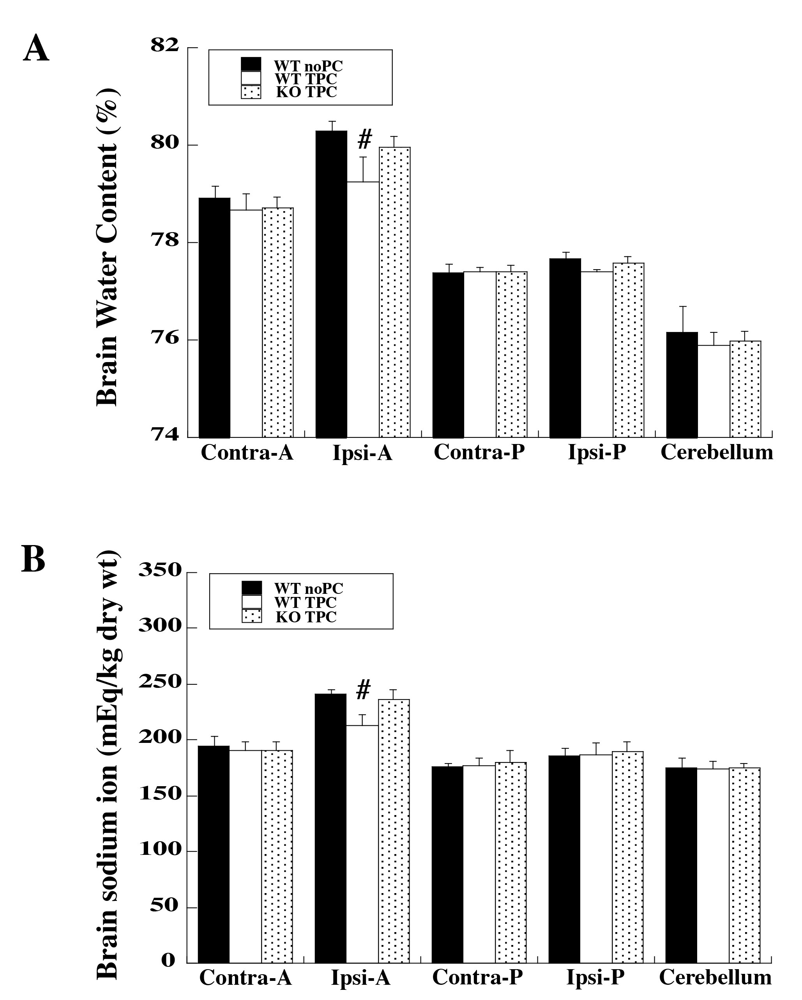 A
Brain Water Content (%)
82
80
78
76
74
WT noPC
WT TPC
KO TPC
#
Contra-A Ipsi-A Contra-P Ipsi-P Cerebellum
B
Brain sodium ion (mEq/kg dry wt)
350
300
250
200
150
100
50
0
WT noPC
WT TPC
KO TPC
#
Contra-A Ipsi-A Contra-P Ipsi-P Cerebellum